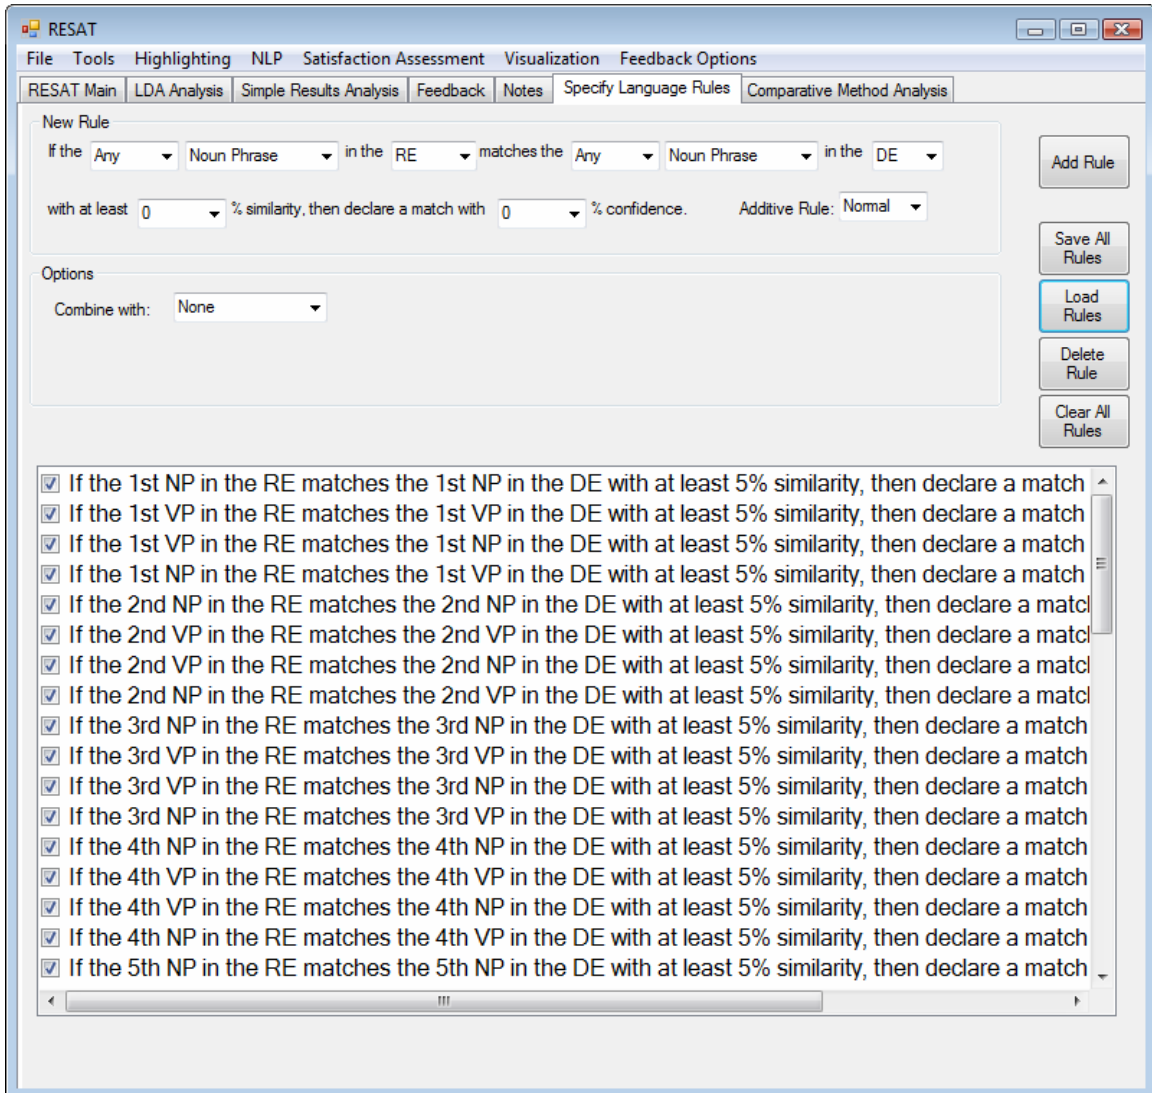 RESAT
File Tools Highlighting NLP Satisfaction Assessment Visualization Feedback Options
RESAT Main LDA Analysis Simple Results Analysis Feedback Notes Specify Language Rules Comparative Method Analysis
New Rule
If the Any Noun Phrase in the RE matches the Any Noun Phrase in the DE
Add Rule
with at least 0 % similarity, then declare a match with 0 % confidence. Additive Rule: Normal
Save All
Rules
Options
Combine with: None
Load
Rules
Delete
Rule
Clear All
Rules
If the 1st NP in the RE matches the 1st NP in the DE with at least 5% similarity, then declare a match
If the 1st VP in the RE matches the 1st VP in the DE with at least 5% similarity, then declare a match
If the 1st VP in the RE matches the 1st NP in the DE with at least 5% similarity, then declare a match
If the 1st NP in the RE matches the 1st VP in the DE with at least 5% similarity, then declare a match
If the 2nd NP in the RE matches the 2nd NP in the DE with at least 5% similarity, then declare a match
If the 2nd VP in the RE matches the 2nd VP in the DE with at least 5% similarity, then declare a match
If the 2nd VP in the RE matches the 2nd NP in the DE with at least 5% similarity, then declare a match
If the 2nd NP in the RE matches the 2nd VP in the DE with at least 5% similarity, then declare a match
If the 3rd NP in the RE matches the 3rd NP in the DE with at least 5% similarity, then declare a match
If the 3rd VP in the RE matches the 3rd VP in the DE with at least 5% similarity, then declare a match
If the 3rd VP in the RE matches the 3rd NP in the DE with at least 5% similarity, then declare a match
If the 3rd NP in the RE matches the 3rd VP in the DE with at least 5% similarity, then declare a match
If the 4th NP in the RE matches the 4th NP in the DE with at least 5% similarity, then declare a match
If the 4th VP in the RE matches the 4th VP in the DE with at least 5% similarity, then declare a match
If the 4th VP in the RE matches the 4th NP in the DE with at least 5% similarity, then declare a match
If the 4th NP in the RE matches the 4th VP in the DE with at least 5% similarity, then declare a match
If the 5th NP in the RE matches the 5th NP in the DE with at least 5% similarity, then declare a match